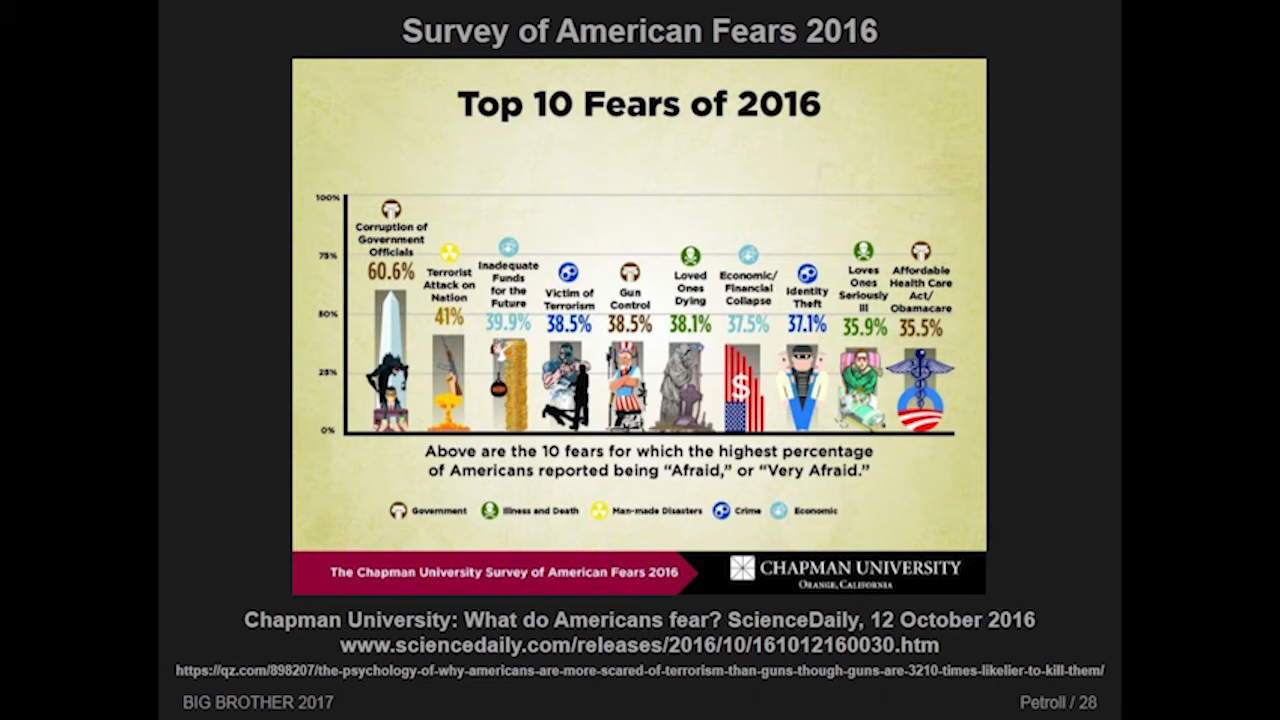 Survey of American Fears 2016
Top 10 Fears of 2016
100%
75%
50%
25%
0%
Corruption of
Government
Officials
60.6%
Terrorist
Attack on
Nation
41%
Inadequate
Funds
for the
Future
39.9%
Victim of
Terrorism
38.5%
Gun
Control
38.5%
Loved
Ones
Dying
38.1%
Economic/
Financial
Collapse
37.5%
$
Identity
Theft
37.1%
Loves
Ones
Seriously
Ill
35.9%
Affordable
Health Care
Act/
Obamacare
35.5%
Above are the 10 fears for which the highest percentage
of Americans reported being “Afraid,” or “Very Afraid.”
Government Illness and Death Man-made Disasters Crime Economic
The Chapman University Survey of American Fears 2016
CHAPMAN UNIVERSITY
ORANGE, CALIFORNIA
Chapman University: What do Americans fear? ScienceDaily, 12 October 2016
www.sciencedaily.com/releases/2016/10/161012160030.htm
https://qz.com/898207/the-psychology-of-why-americans-are-more-scared-of-terrorism-than-guns-though-guns-are-3210-times-likelier-to-kill-them/
BIG BROTHER 2017
Petroll / 28